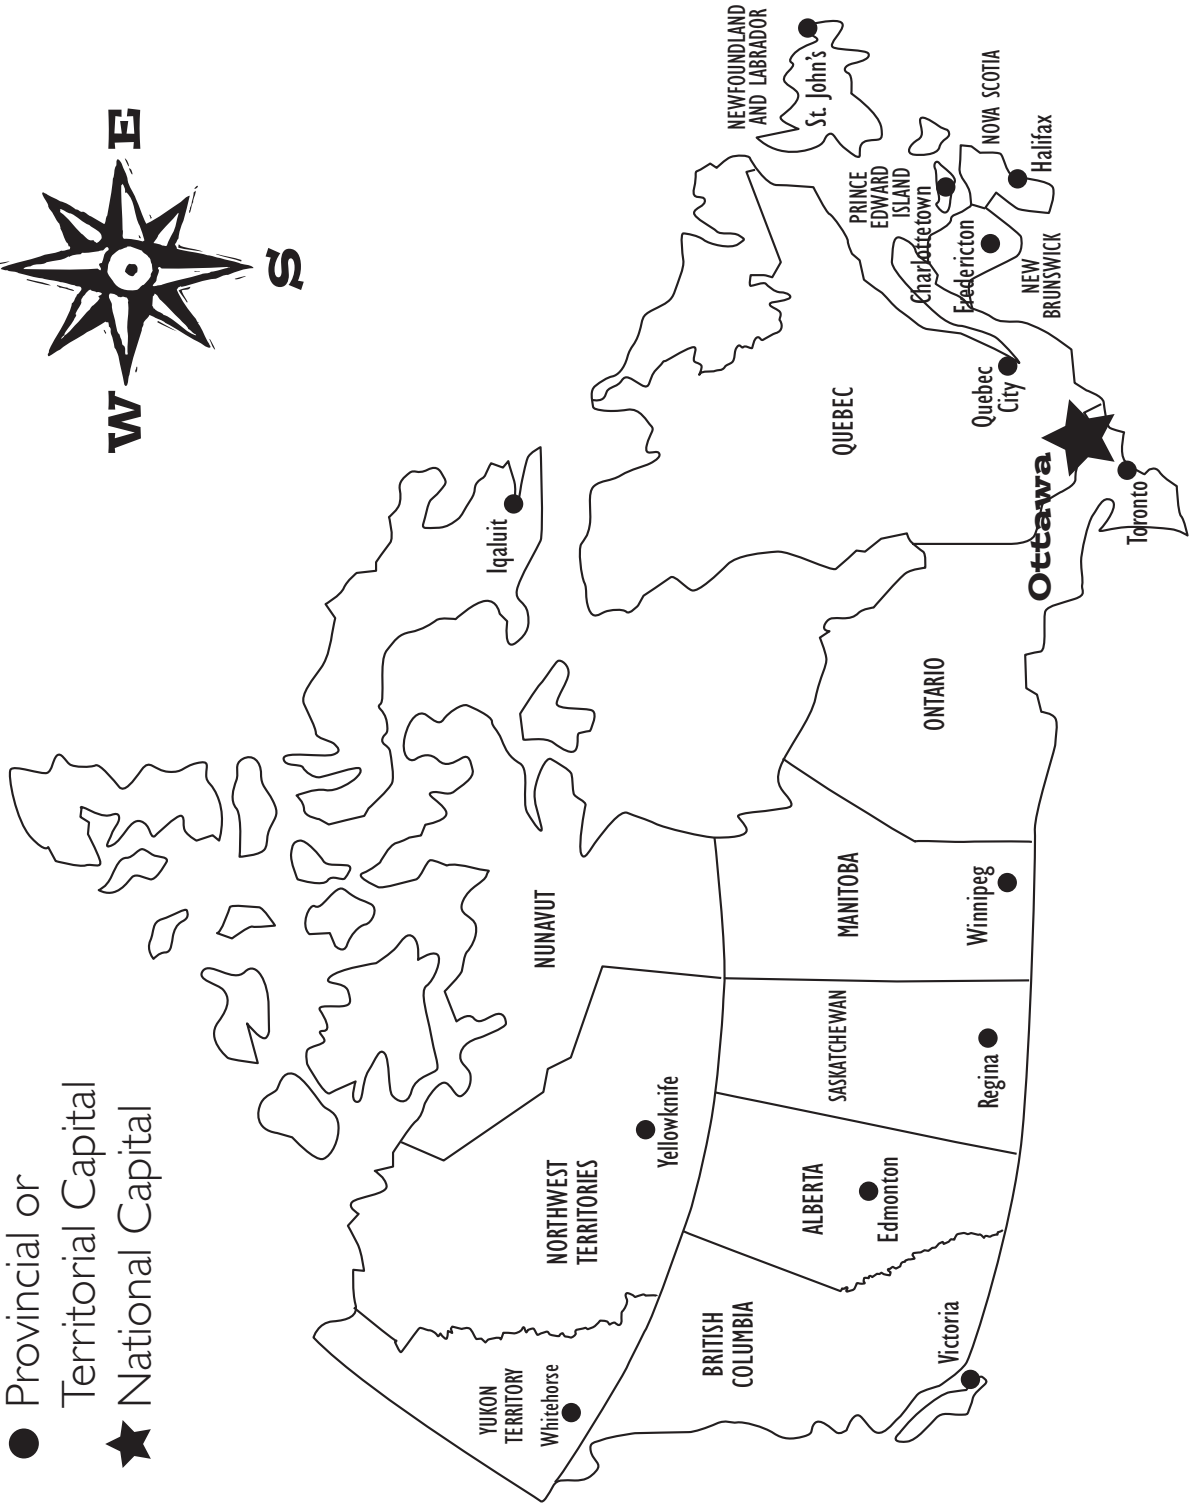 Provincial or
Territorial Capital
National Capital
W
E
S
YUKON
TERRITORY
Whitehorse
NORTHWEST
TERRITORIES
Yellowknife
NUNAVUT
Iqaluit
BRITISH
COLUMBIA
Victoria
ALBERTA
Edmonton
SASKATCHEWAN
Regina
MANITOBA
Winnipeg
ONTARIO
Ottawa
Toronto
QUEBEC
Quebec
City
NEWFOUNDLAND
AND LABRADOR
St. John's
PRINCE
EDWARD
ISLAND
Charlottetown
Fredericton
NEW
BRUNSWICK
NOVA SCOTIA
Halifax